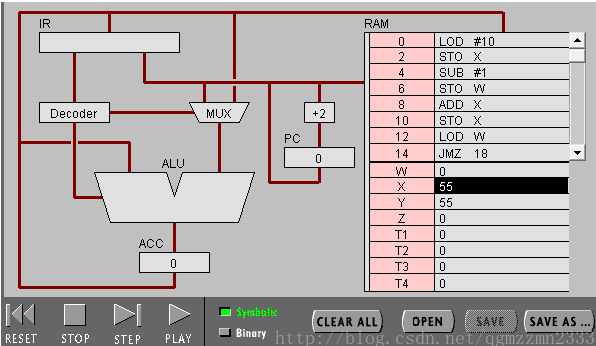 IR
RAM
0 LOD #10
2 STO X
4 SUB #1
6 STO W
8 ADD X
10 STO X
12 LOD W
14 JMZ 18
Decoder
MUX
+2
PC
0
ALU
W 0
X 55
Y 55
Z 0
T1 0
T2 0
T3 0
T4 0
ACC
0
RESET STOP STEP PLAY
Symbolic
Binary
CLEAR ALL OPEN SAVE SAVE AS ...
http://blog.csdn.net/qgmzzmn2333